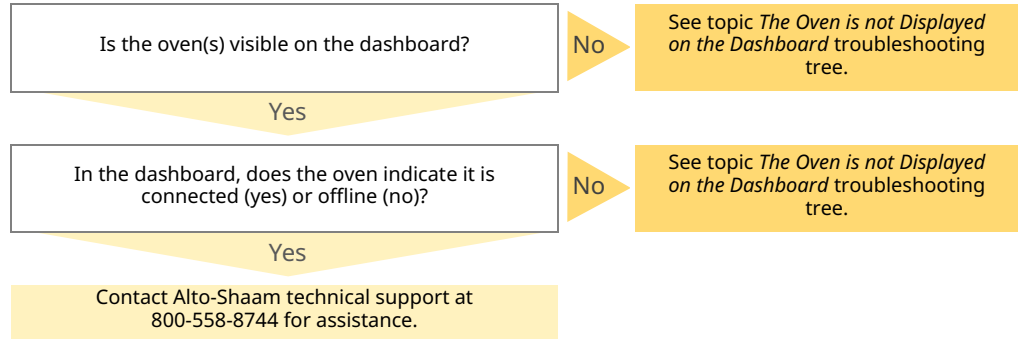 Is the oven(s) visible on the dashboard?
No
See topic The Oven is not Displayed
on the Dashboard troubleshooting
tree.
Yes
In the dashboard, does the oven indicate it is
connected (yes) or offline (no)?
No
See topic The Oven is not Displayed
on the Dashboard troubleshooting
tree.
Yes
Contact Alto-Shaam technical support at
800-558-8744 for assistance.